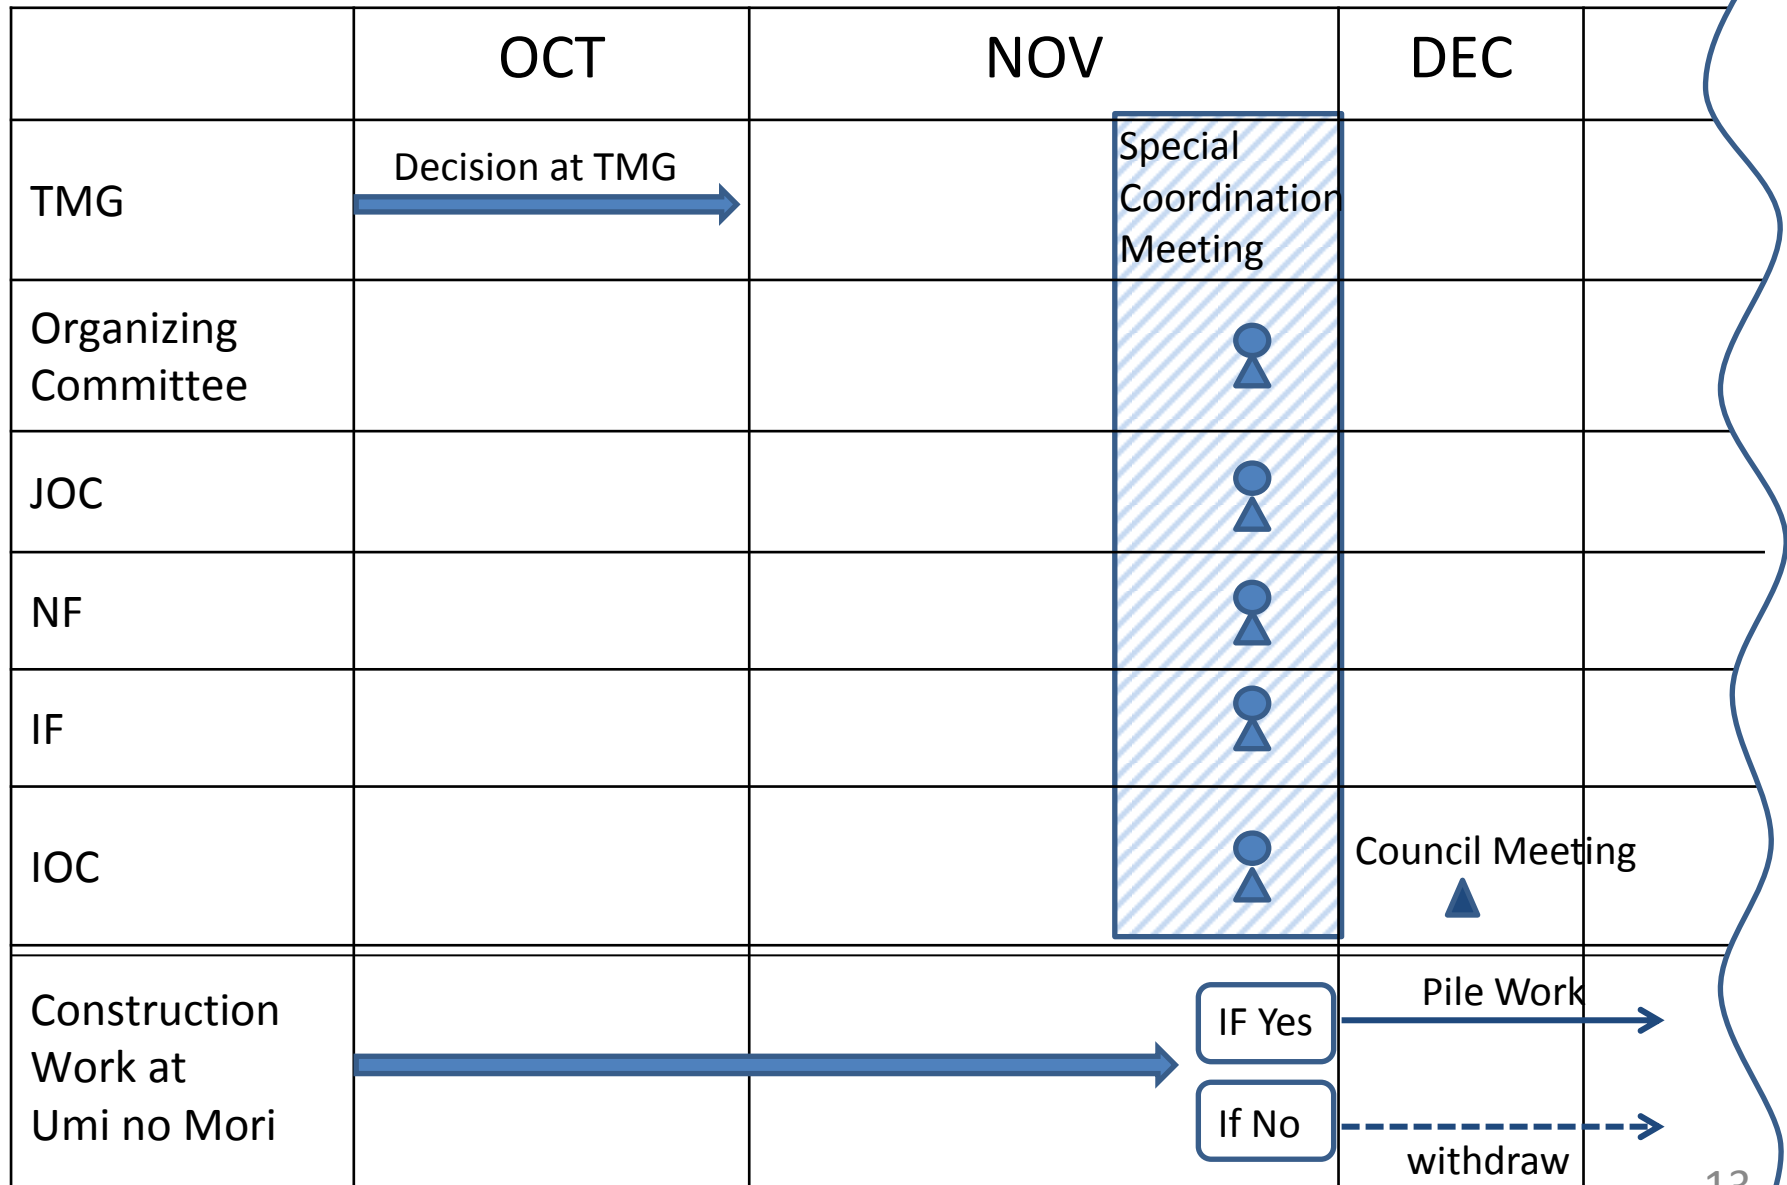 OCT NOV DEC
TMG
Decision at TMG
Special
Coordination
Meeting
Organizing
Committee
JOC
NF
IF
IOC
Council Meeting
Construction
Work at
Umi no Mori
IF Yes
Pile Work
If No
withdraw
13